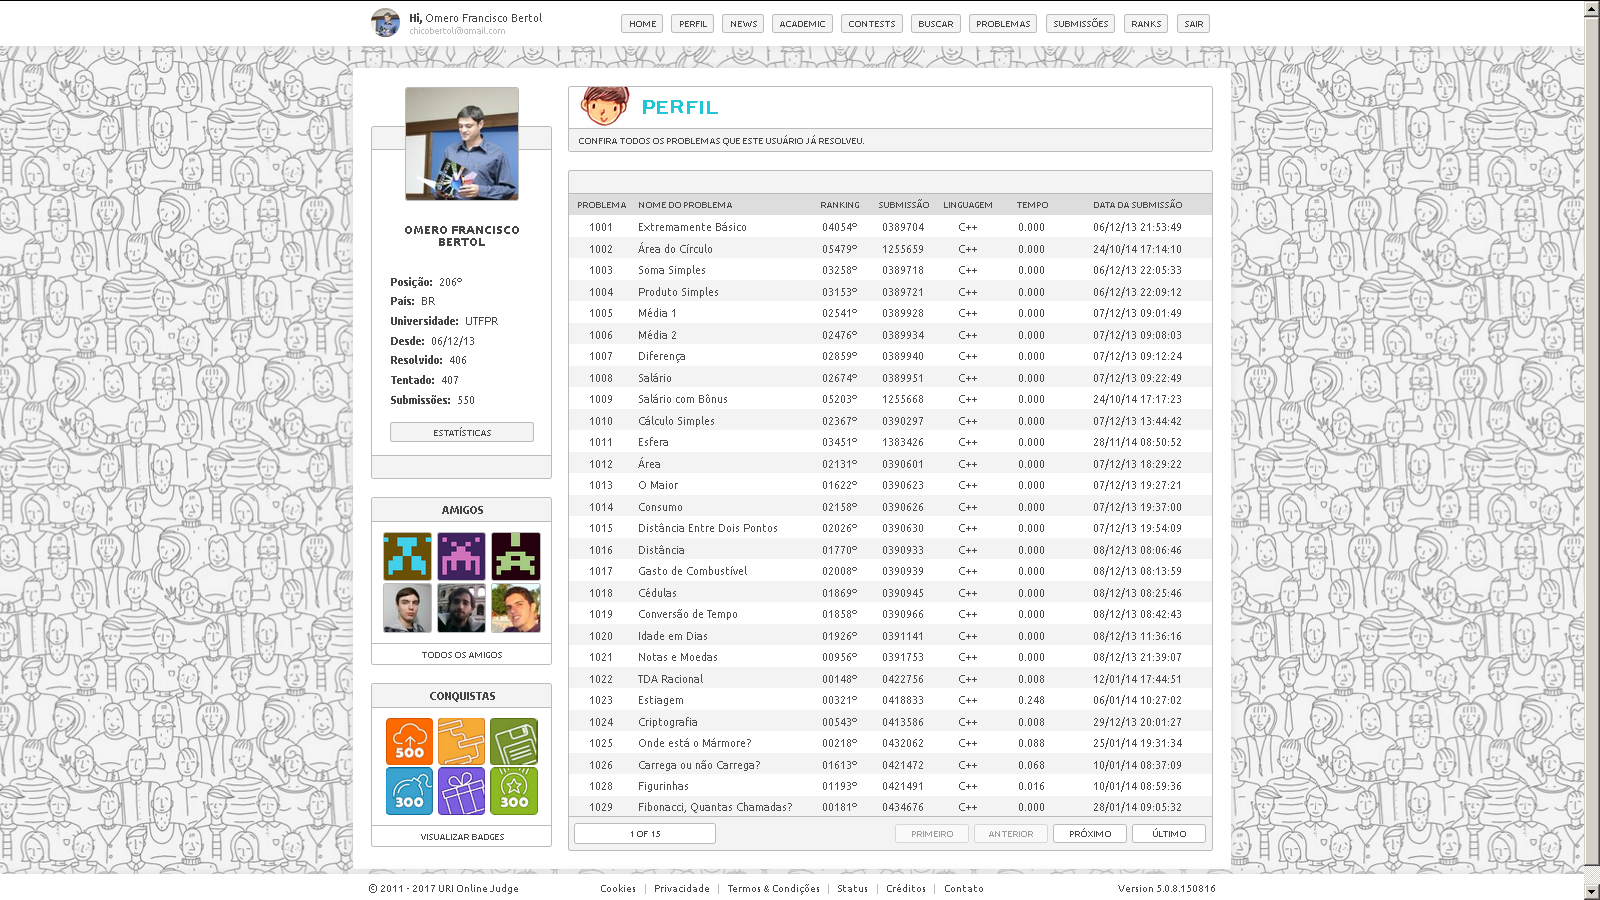 Hi, Omero Francisco Bertol
chicobertol@gmail.com
HOME PERFIL NEWS ACADEMIC CONTESTS BUSCAR PROBLEMAS SUBMISSÕES RANKS SAIR
OMERO FRANCISCO
BERTOL
Posição: 206º
País: BR
Universidade: UTFPR
Desde: 06/12/13
Resolvido: 406
Tentado: 407
Submissões: 550
ESTATÍSTICAS
AMIGOS
TODOS OS AMIGOS
CONQUISTAS
500
300 300
VISUALIZAR BADGES
PERFIL
CONFIRA TODOS OS PROBLEMAS QUE ESTE USUÁRIO JÁ RESOLVEU.
PROBLEMA NOME DO PROBLEMA RANKING SUBMISSÃO LINGUAGEM TEMPO DATA DA SUBMISSÃO
1001 Extremamente Básico 04054º 0389704 C++ 0.000 06/12/13 21:53:49
1002 Área do Círculo 05479º 1255659 C++ 0.000 24/10/14 17:14:10
1003 Soma Simples 03258º 0389718 C++ 0.000 06/12/13 22:05:33
1004 Produto Simples 03153º 0389721 C++ 0.000 06/12/13 22:09:12
1005 Média 1 02541º 0389928 C++ 0.000 07/12/13 09:01:49
1006 Média 2 02476º 0389934 C++ 0.000 07/12/13 09:08:03
1007 Diferença 02859º 0389940 C++ 0.000 07/12/13 09:12:24
1008 Salário 02674º 0389951 C++ 0.000 07/12/13 09:22:49
1009 Salário com Bônus 05203º 1255668 C++ 0.000 24/10/14 17:17:23
1010 Cálculo Simples 02367º 0390297 C++ 0.000 07/12/13 13:44:42
1011 Esfera 03451º 1383426 C++ 0.000 28/11/14 08:50:52
1012 Área 02131º 0390601 C++ 0.000 07/12/13 18:29:22
1013 O Maior 01622º 0390623 C++ 0.000 07/12/13 19:27:21
1014 Consumo 02158º 0390626 C++ 0.000 07/12/13 19:37:00
1015 Distância Entre Dois Pontos 02026º 0390630 C++ 0.000 07/12/13 19:54:09
1016 Distância 01770º 0390933 C++ 0.000 08/12/13 08:06:46
1017 Gasto de Combustível 02008º 0390939 C++ 0.000 08/12/13 08:13:59
1018 Cédulas 01869º 0390945 C++ 0.000 08/12/13 08:25:46
1019 Conversão de Tempo 01858º 0390966 C++ 0.000 08/12/13 08:42:43
1020 Idade em Dias 01926º 0391141 C++ 0.000 08/12/13 11:36:16
1021 Notas e Moedas 00956º 0391753 C++ 0.000 08/12/13 21:39:07
1022 TDA Racional 00148º 0422756 C++ 0.008 12/01/14 17:44:51
1023 Estiagem 00321º 0418833 C++ 0.248 06/01/14 10:27:02
1024 Criptografia 00543º 0413586 C++ 0.008 29/12/13 20:01:27
1025 Onde está o Mármore? 00218º 0432062 C++ 0.088 25/01/14 19:31:34
1026 Carrega ou não Carrega? 01613º 0421472 C++ 0.068 10/01/14 08:37:09
1028 Figurinhas 01193º 0421491 C++ 0.016 10/01/14 08:59:36
1029 Fibonacci, Quantas Chamadas? 00181º 0434676 C++ 0.000 28/01/14 09:05:32
1 OF 15 PRIMEIRO ANTERIOR PRÓXIMO ÚLTIMO
© 2011 - 2017 URI Online Judge Cookies | Privacidade | Termos & Condições | Status | Créditos | Contato Version 5.0.8.150816